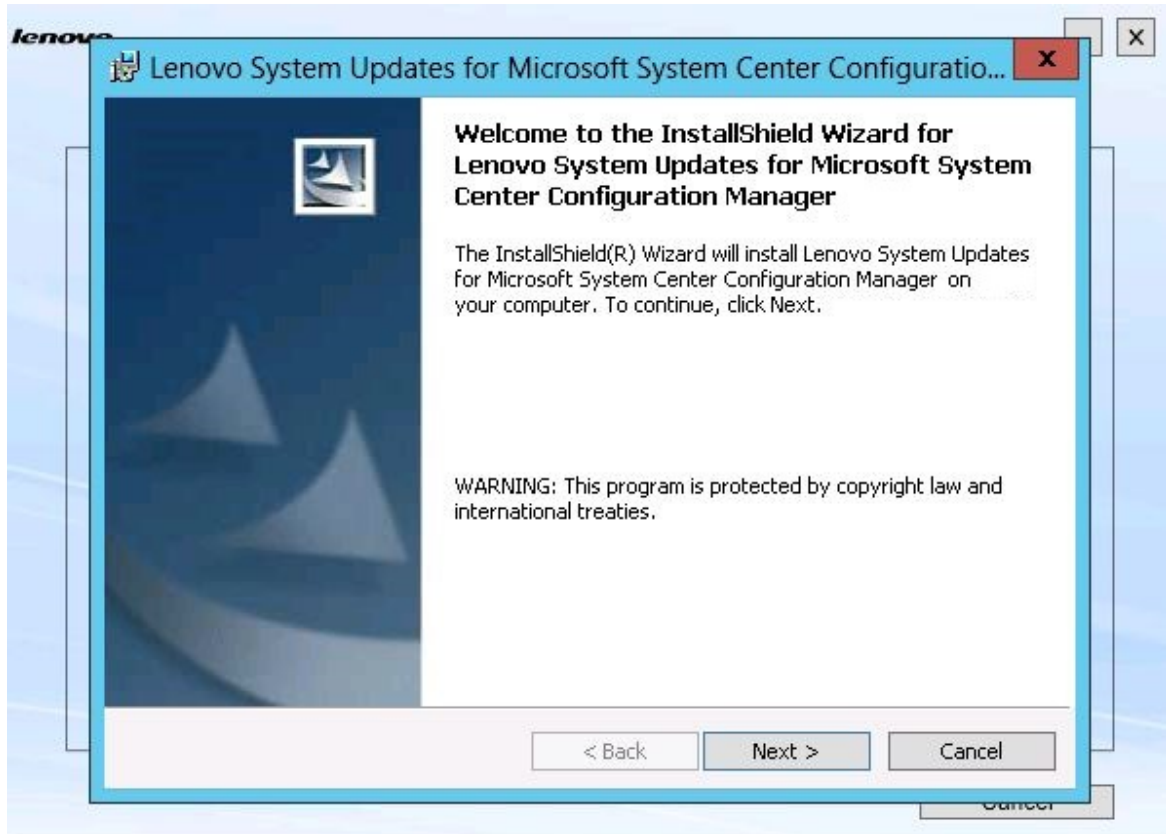 Lenovo System Updates for Microsoft System Center Configuratio...
Welcome to the InstallShield Wizard for
Lenovo System Updates for Microsoft System
Center Configuration Manager
The InstallShield(R) Wizard will install Lenovo System Updates
for Microsoft System Center Configuration Manager on
your computer. To continue, click Next.
WARNING: This program is protected by copyright law and
international treaties.
< Back
Next >
Cancel